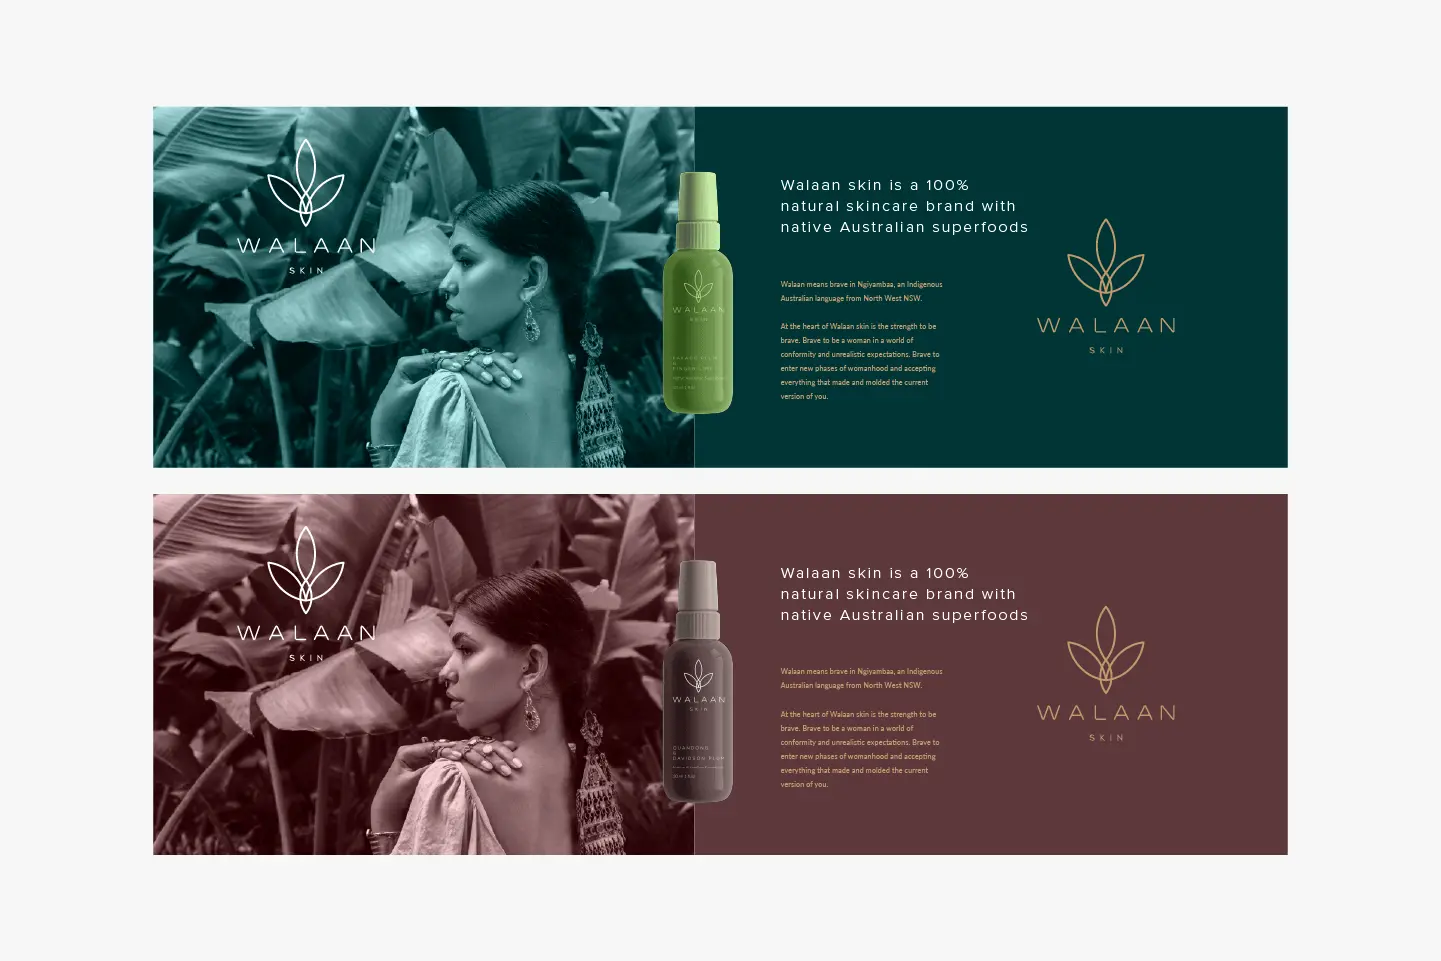 WALAAN
SKIN
WALAAN
SKIN
KAKADU PLUM
&
FINGER LIME
Walaan skin is a 100%
natural skincare brand with
native Australian superfoods
Walaan means brave in Ngiyambaa, an Indigenous
Australian language from North West NSW.
At the heart of Walaan skin is the strength to be
brave. Brave to be a woman in a world of
conformity and unrealistic expectations. Brave to
enter new phases of womanhood and accepting
everything that made and molded the current
version of you.
WALAAN
SKIN
WALAAN
SKIN
WALAAN
SKIN
QUANDONG
&
DAVIDSON PLUM
Walaan skin is a 100%
natural skincare brand with
native Australian superfoods
Walaan means brave in Ngiyambaa, an Indigenous
Australian language from North West NSW.
At the heart of Walaan skin is the strength to be
brave. Brave to be a woman in a world of
conformity and unrealistic expectations. Brave to
enter new phases of womanhood and accepting
everything that made and molded the current
version of you.
WALAAN
SKIN